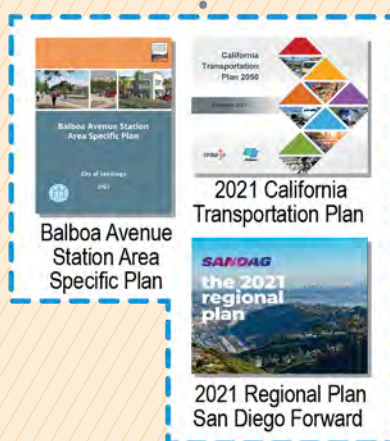 Balboa Avenue Station
Area Specific Plan
City of San Diego
2021
Balboa Avenue
Station Area
Specific Plan
California
Transportation
Plan 2050
2021 California
Transportation Plan
SANDAG
the 2021
regional
plan
2021 Regional Plan
San Diego Forward